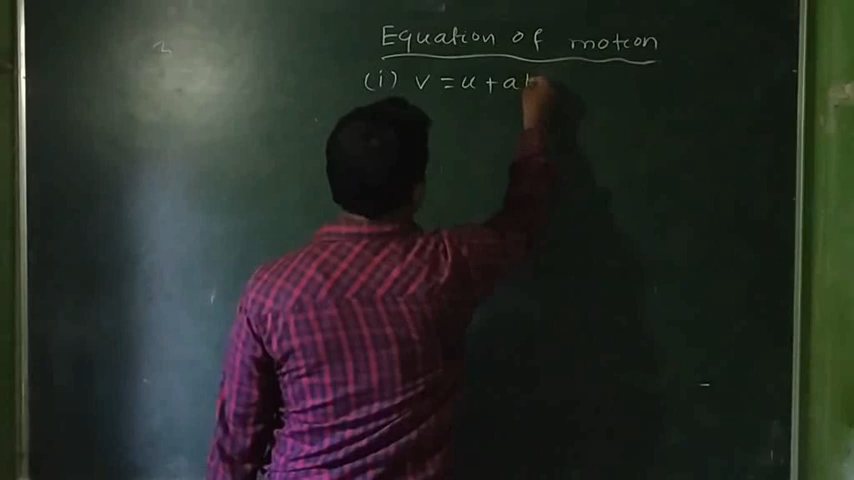 Equation of motion
(i) v = u + at